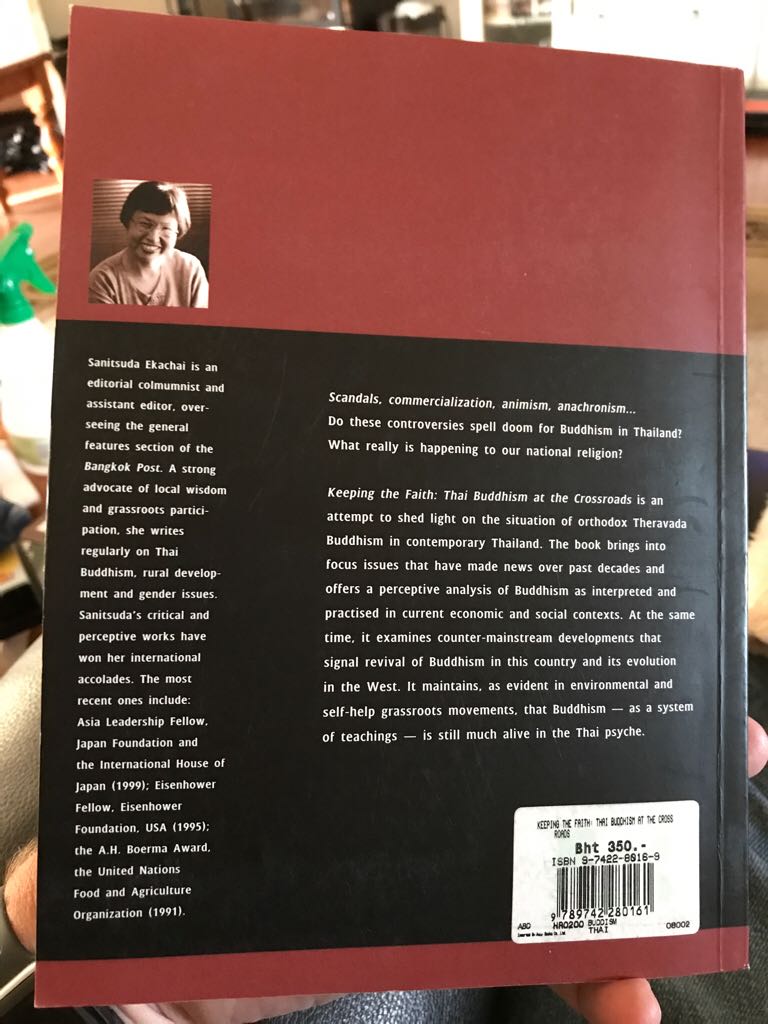 Sanitsuda Ekachai is an
editorial colmumnist and
assistant editor, over-
seeing the general
features section of the
Bangkok Post. A strong
advocate of local wisdom
and grassroots partici-
pation, she writes
regularly on Thai
Buddhism, rural develop-
ment and gender issues.
Sanitsuda's critical and
perceptive works have
won her international
accolades. The most
recent ones include:
Asia Leadership Fellow,
Japan Foundation and
the International House of
Japan (1999); Eisenhower
Fellow, Eisenhower
Foundation, USA (1995);
the A.H. Boerma Award,
the United Nations
Food and Agriculture
Organization (1991).
Scandals, commercialization, animism, anachronism...
Do these controversies spell doom for Buddhism in Thailand?
What really is happening to our national religion?
Keeping the Faith: Thai Buddhism at the Crossroads is an
attempt to shed light on the situation of orthodox Theravada
Buddhism in contemporary Thailand. The book brings into
focus issues that have made news over past decades and
offers a perceptive analysis of Buddhism as interpreted and
practised in current economic and social contexts. At the same
time, it examines counter-mainstream developments that
signal revival of Buddhism in this country and its evolution
in the West. It maintains, as evident in environmental and
self-help grassroots movements, that Buddhism — as a system
of teachings — is still much alive in the Thai psyche.
KEEPING THE FAITH: THAI BUDDHISM AT THE CROSS
ROADS
Bht 350.-
ISBN 9-7422-8016-9
9 789742 280161
ABO HR0200 BUDDISM 08002
THAI